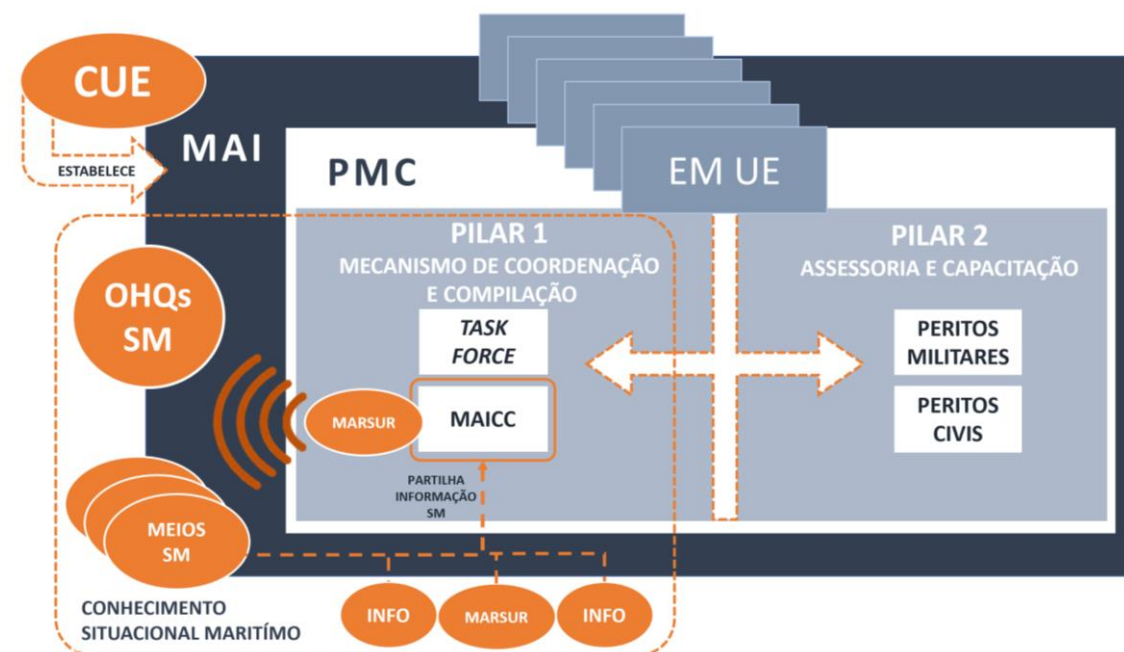 CUE
ESTABELECE
MAI
PMC
EM UE
PILAR 1
MECANISMO DE COORDENAÇÃO
E COMPILAÇÃO
TASK
FORCE
MAICC
MARSUR
PARTILHA
INFORMAÇÃO
SM
PILAR 2
ASSESSORIA E CAPACITAÇÃO
PERITOS
MILITARES
PERITOS
CIVIS
OHQs
SM
MEIOS
SM
CONHECIMENTO
SITUACIONAL MARITÍMO
INFO
MARSUR
INFO